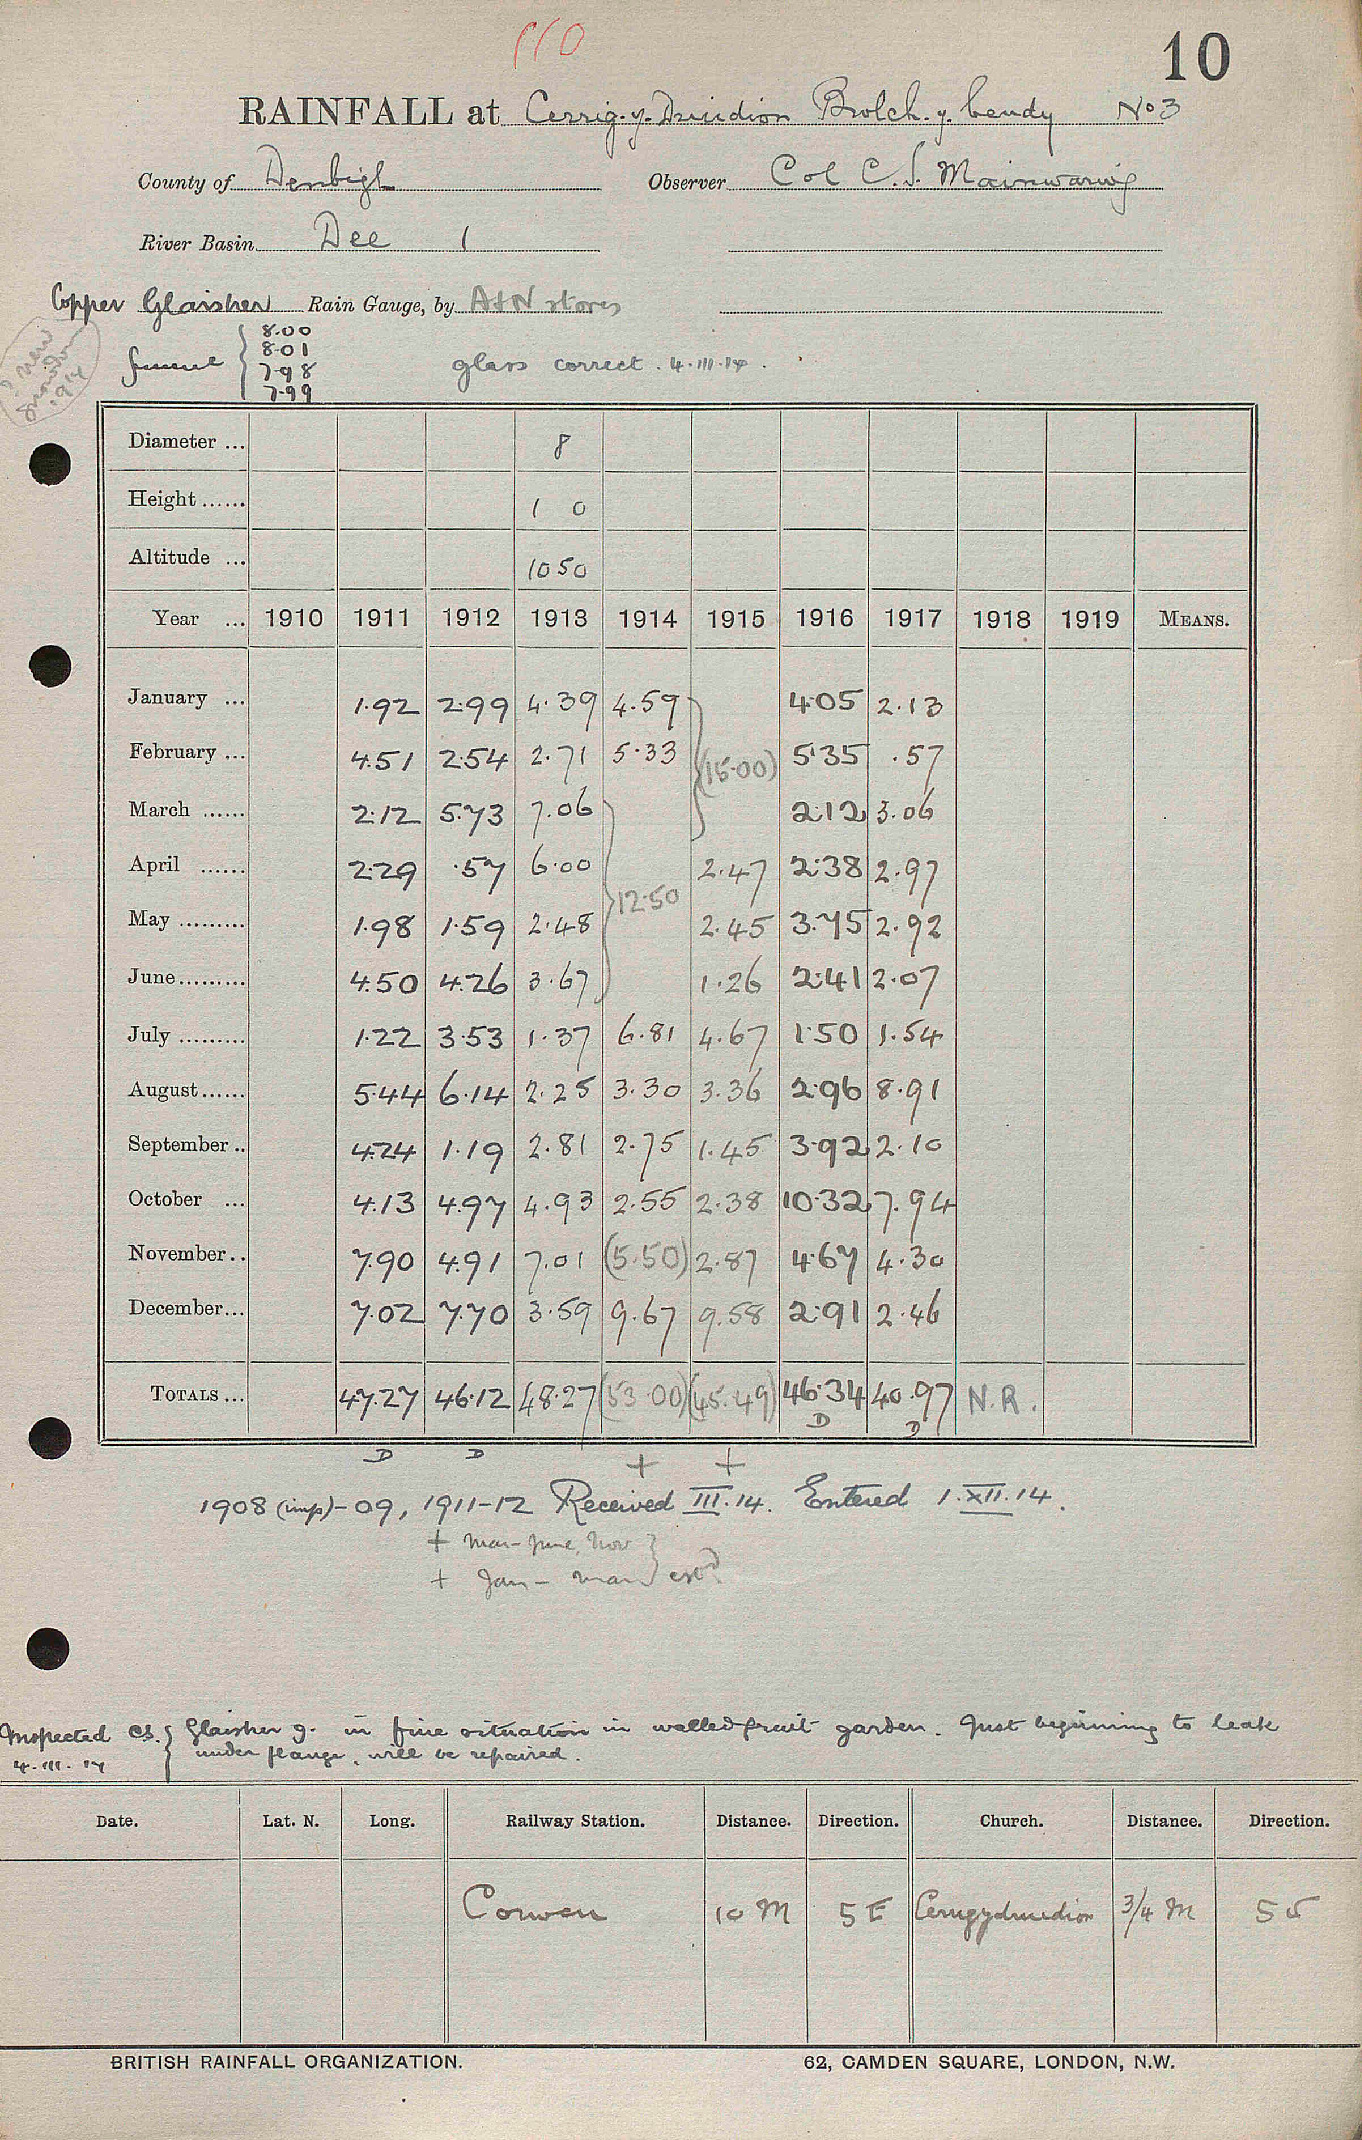 110
10
RAINFALL at Cerrig-y-Druidion Bwlch-y-beudy No 3
County of Denbigh Observer Col C. S. Mainwaring
River Basin Dee 1
Copper Glaisher Rain Gauge, by A & N stores
funnel { 8.00
8.01
7.98
7.99
glass correct. 4.III.14.
Diameter ... 8
Height ...... 1 0
Altitude ... 1050
Year ... 1910 1911 1912 1913 1914 1915 1916 1917 1918 1919 MEANS.
January ... 1.92 2.99 4.39 4.59 4.05 2.13
February ... 4.51 2.54 2.71 5.33 (15.00) 5.35 .57
March ...... 2.12 5.73 7.06 2.12 3.06
April ...... 2.29 .57 6.00 2.47 2.38 2.97
May ......... 1.98 1.59 2.48 12.50 2.45 3.75 2.92
June......... 4.50 4.26 3.67 1.26 2.41 2.07
July ......... 1.22 3.53 1.37 6.81 4.67 1.50 1.54
August...... 5.44 6.14 2.25 3.30 3.36 2.96 8.91
September .. 4.24 1.19 2.81 2.75 1.45 3.92 2.10
October ... 4.13 4.97 4.93 2.55 2.38 10.32 7.94
November.. 7.90 4.91 7.01 (5.50) 2.87 4.67 4.30
December... 7.02 7.70 3.59 9.67 9.58 2.91 2.46
TOTALS ... 47.27 46.12 48.27 (53.00) (45.49) 46.34 40.97 N.R.
D D
D D + +
1908 (imp)-09, 1911-12 Received III.14. Entered 1.XII.14.
+ Mar-June, Nov }
+ Jan - Mar } estd
Inspected
4.III.14
Glaisher g. in fine situation in walled fruit garden. Just beginning to leak
under flange, will be repaired.
Date. Lat. N. Long. Railway Station. Distance. Direction. Church. Distance. Direction.
Corwen 10 M SE Cerrigydruidion 3/4 M SS
BRITISH RAINFALL ORGANIZATION. 62, CAMDEN SQUARE, LONDON, N.W.